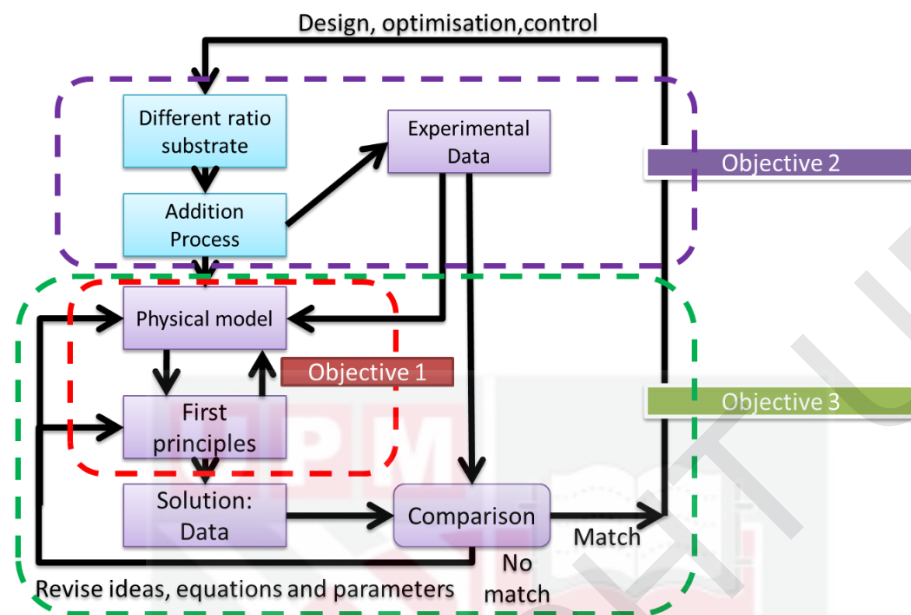 Design, optimisation,control
Different ratio
substrate
Experimental
Data
Objective 2
Addition
Process
Physical model
Objective 1
Objective 3
First
principles
UPM
Solution:
Data
Comparison
Match
No
match
Revise ideas, equations and parameters